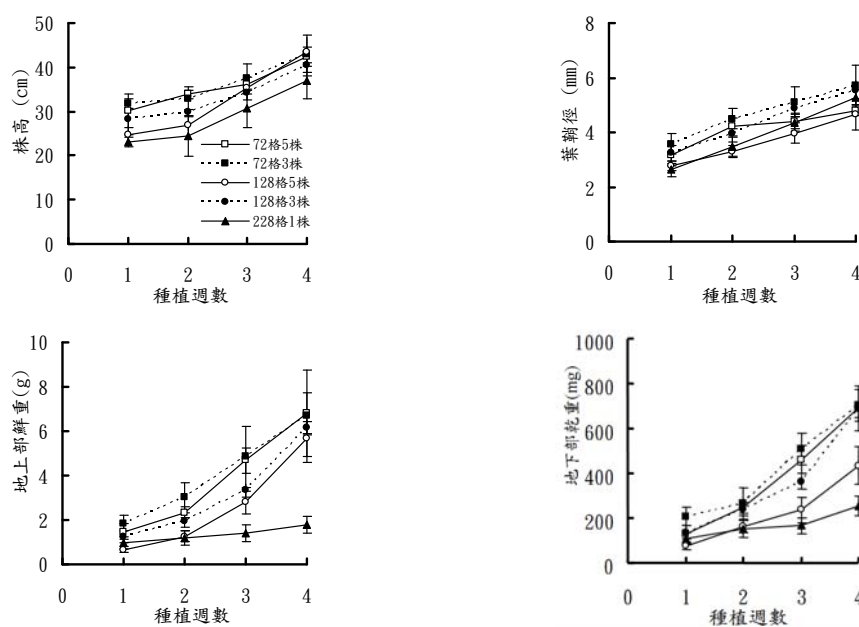 50
40
30
20
10
0
株高 (cm)
0
1 2 3 4
種植週數
72格5株
72格3株
128格5株
128格3株
228格1株
8
6
4
2
0
葉鞘徑 (mm)
0
1 2 3 4
種植週數
10
8
6
4
2
0
地上部鮮重(g)
0 1 2 3 4
種植週數
1000
800
600
400
200
0
地下部乾重(mg)
0 1 2 3 4
種植週數